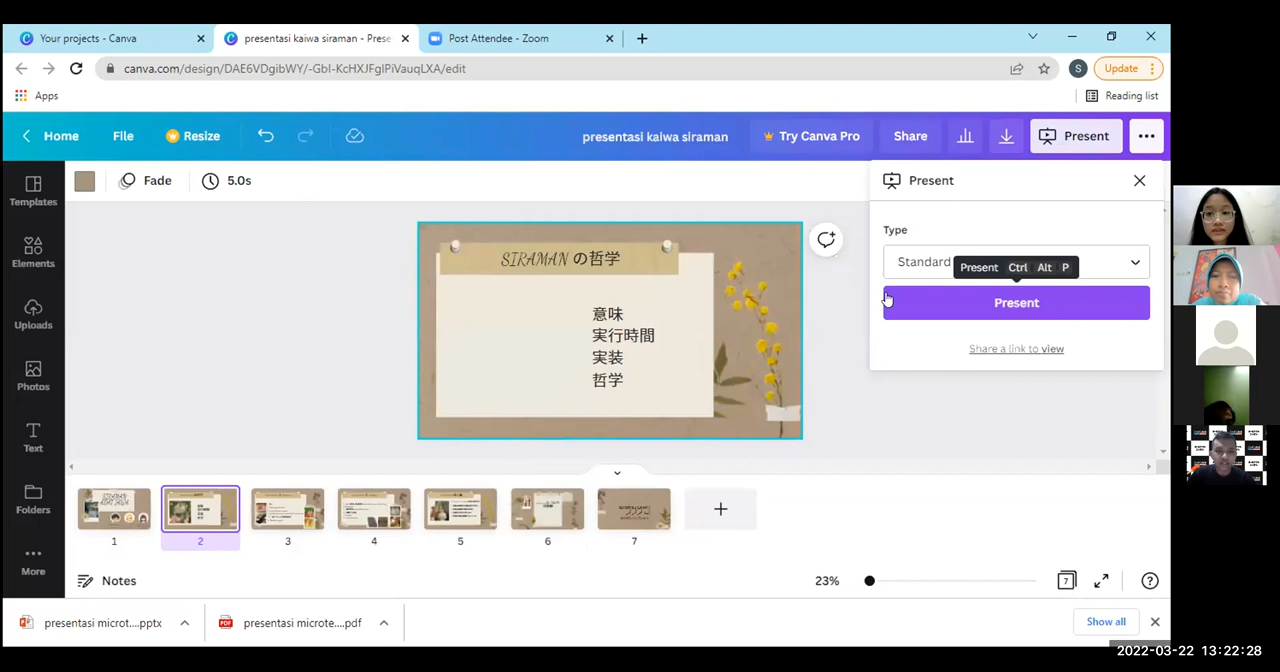 Your projects - Canva
presentasi kaiwa siraman - Prese
Post Attendee - Zoom
canva.com/design/DAE6VDgibWY/-GbI-KcHXJFglPiVauqLXA/edit
S
Update
Apps
Reading list
Home
File
Resize
presentasi kaiwa siraman
Try Canva Pro
Share
Present
Templates
Elements
Uploads
Photos
Text
Folders
More
Fade
5.0s
SIRAMAN の哲学
意味
実行時間
実装
哲学
Present
Type
Standard
Present Ctrl Alt P
Present
Share a link to view
1
2
3
4
5
6
7
Notes
23%
7
presentasi microt....pptx
presentasi microte....pdf
Show all
2022-03-22 13:22:28